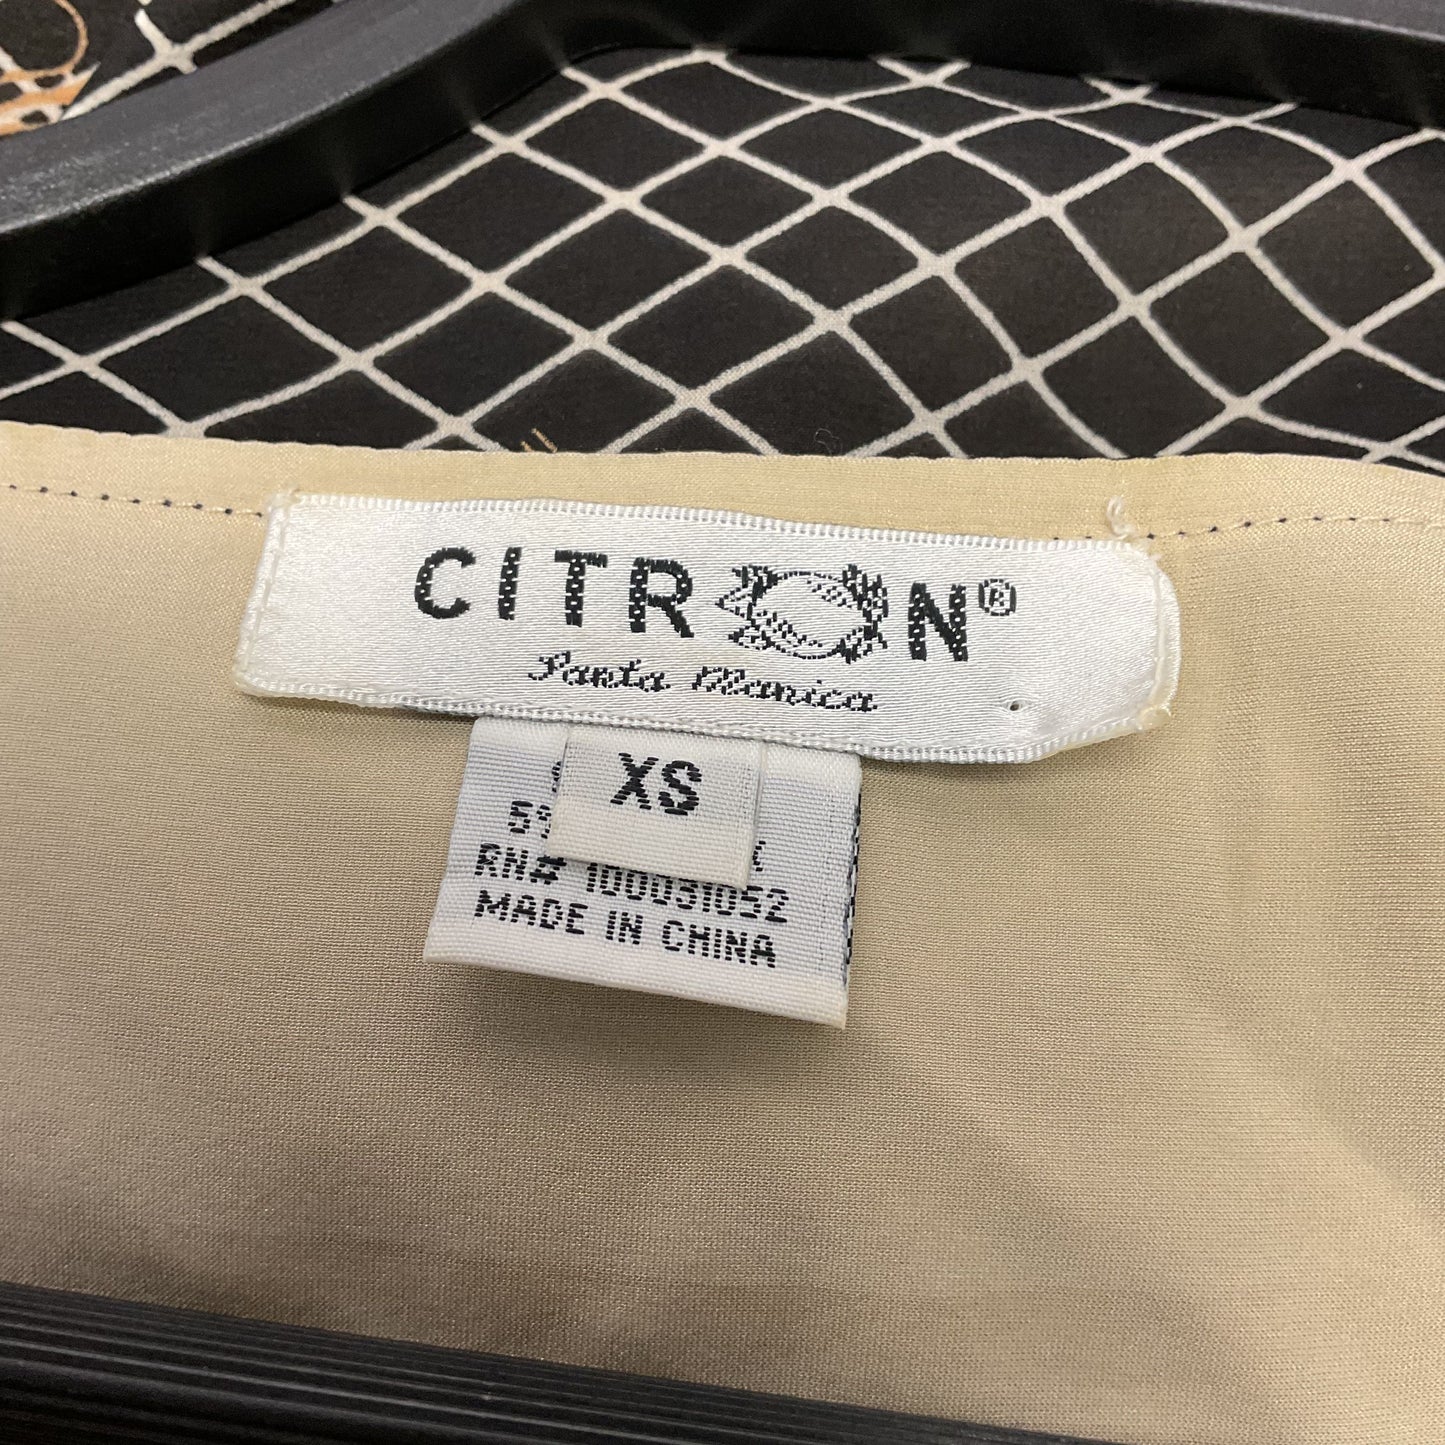 CITRON®
Santa Monica
XS
RN# 100031052
MADE IN CHINA